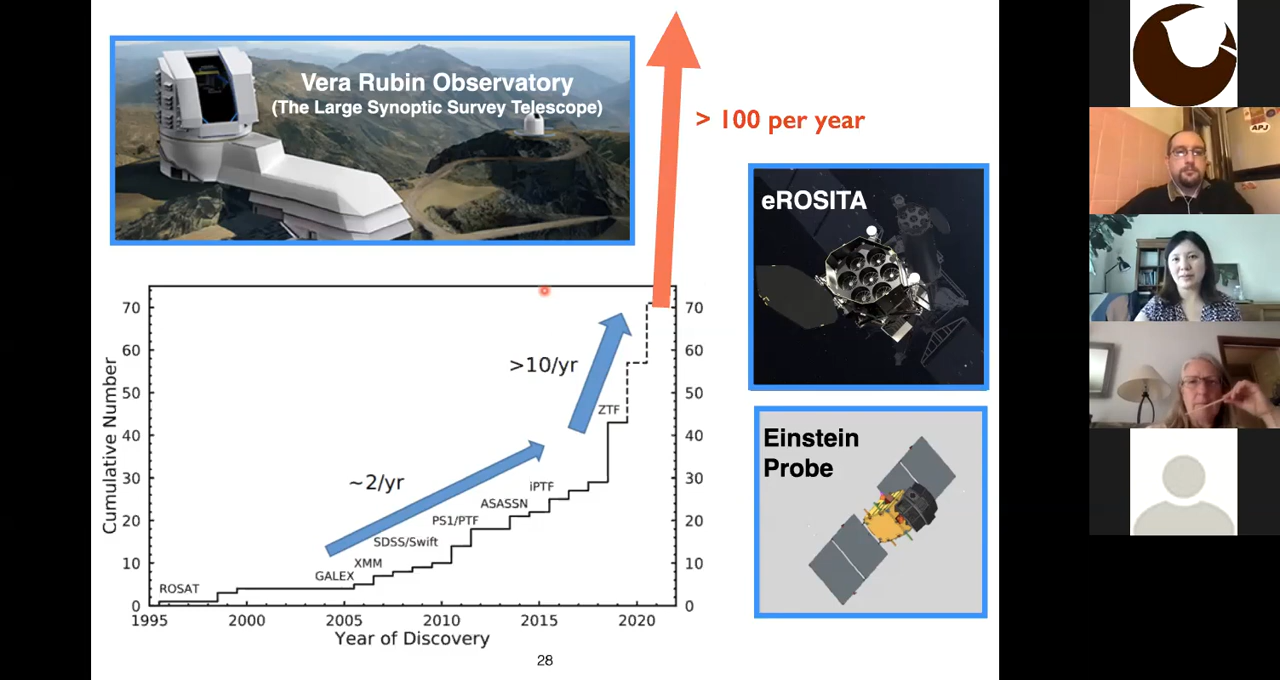 Vera Rubin Observatory
(The Large Synoptic Survey Telescope)
> 100 per year
eROSITA
Einstein
Probe
Cumulative Number
70
60
50
40
30
20
10
0
70
60
50
40
30
20
10
0
>10/yr
ZTF
~2/yr
iPTF
ASASSN
PS1/PTF
SDSS/Swift
XMM
GALEX
ROSAT
1995 2000 2005 2010 2015 2020
Year of Discovery
28
APJ